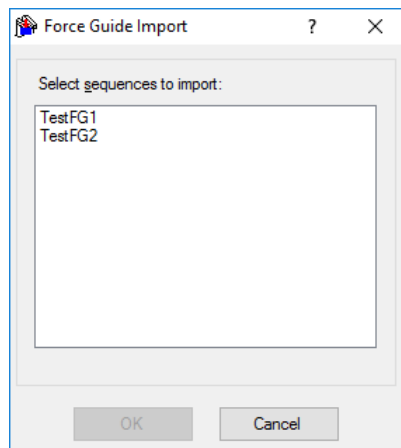 Force Guide Import ?
Select sequences to import:
TestFG1
TestFG2
OK Cancel